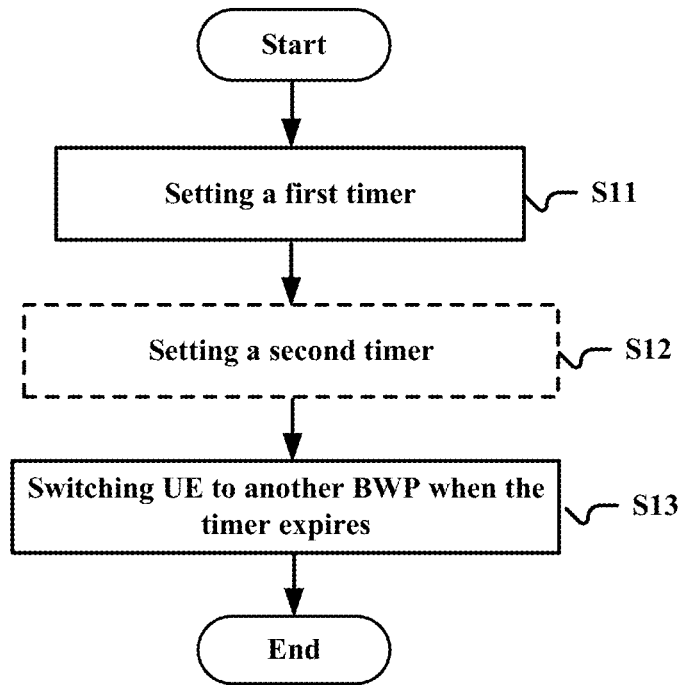 Start
Setting a first timer
S11
Setting a second timer
S12
Switching UE to another BWP when the
timer expires
S13
End